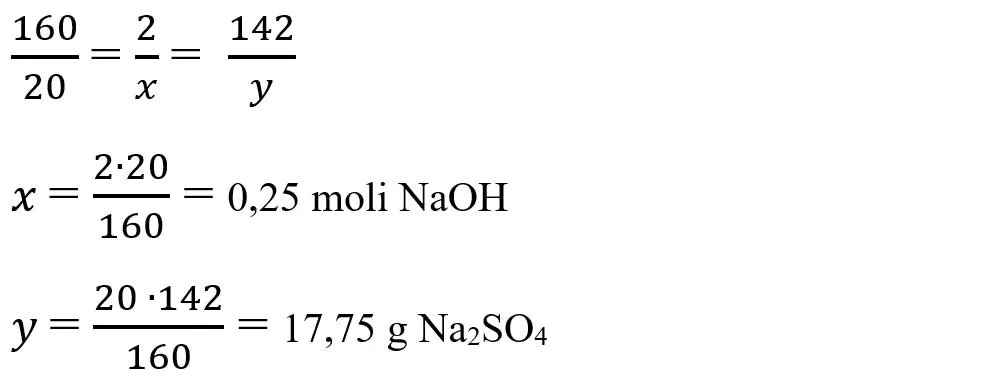 160/20 = 2/x = 142/y
x = 2·20/160 = 0,25 moli NaOH
y = 20 ·142/160 = 17,75 g Na₂SO₄